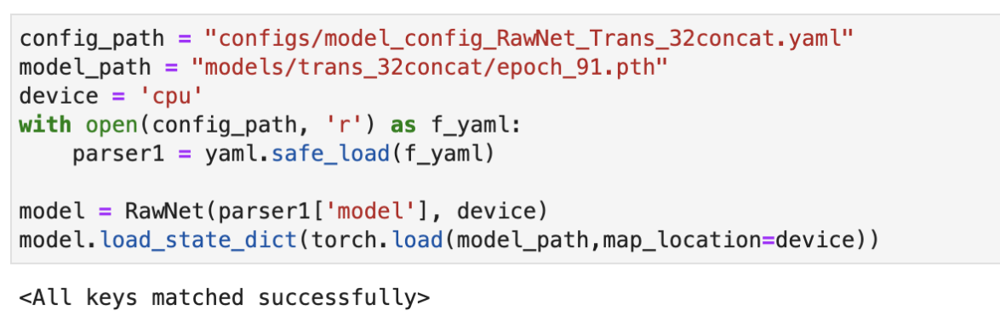 config_path = "configs/model_config_RawNet_Trans_32concat.yaml"
model_path = "models/trans_32concat/epoch_91.pth"
device = 'cpu'
with open(config_path, 'r') as f_yaml:
    parser1 = yaml.safe_load(f_yaml)

model = RawNet(parser1['model'], device)
model.load_state_dict(torch.load(model_path,map_location=device))
<All keys matched successfully>